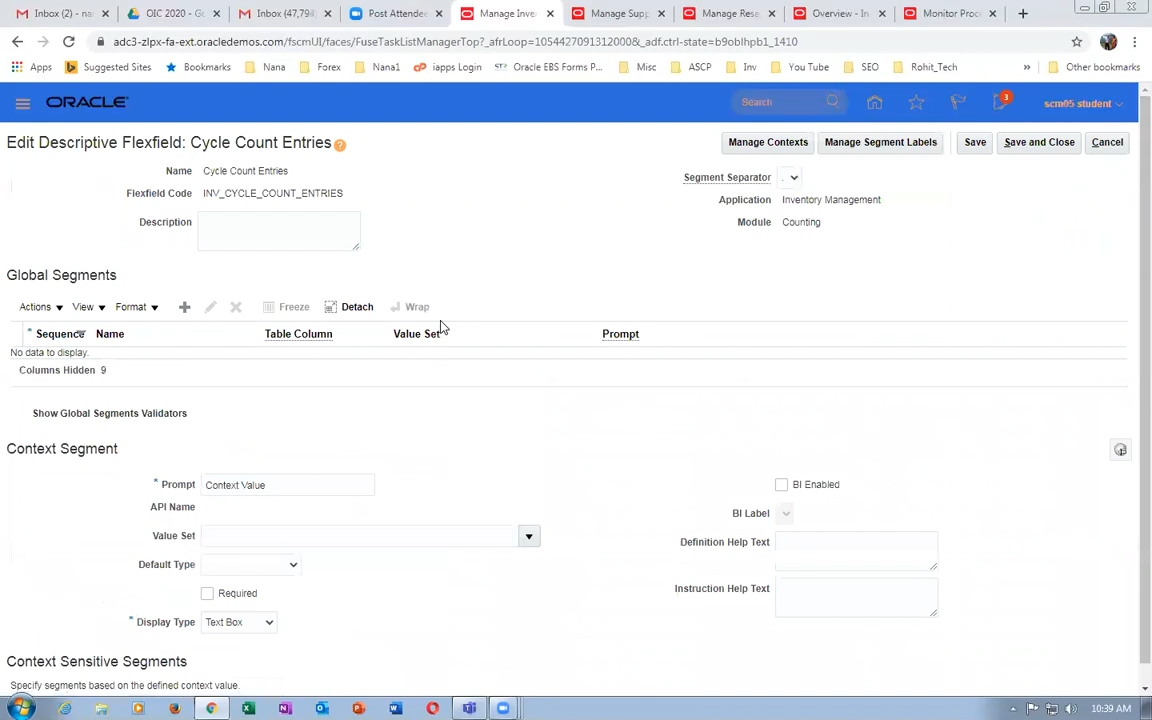 Inbox (2) - nar
OIC 2020 - Go
Inbox (47,794)
Post Attendee
Manage Inver
Manage Supp
Manage Rese
Overview - In
Monitor Proc
adc3-zlpx-fa-ext.oracledemos.com/fscmUI/faces/FuseTaskListManagerTop?_afrLoop=1054427091312000&_adf.ctrl-state=b9oblhpb1_1410
Apps Suggested Sites Bookmarks Nana Forex Nana1 iapps Login Oracle EBS Forms P... Misc ASCP Inv You Tube SEO Rohit_Tech » Other bookmarks
ORACLE Search 3 scm05 student
Edit Descriptive Flexfield: Cycle Count Entries Manage Contexts Manage Segment Labels Save Save and Close Cancel
Name Cycle Count Entries Segment Separator .
Flexfield Code INV_CYCLE_COUNT_ENTRIES Application Inventory Management
Description Module Counting
Global Segments
Actions View Format Freeze Detach Wrap
* Sequence Name Table Column Value Set Prompt
No data to display.
Columns Hidden 9
Show Global Segments Validators
Context Segment
* Prompt Context Value BI Enabled
API Name BI Label
Value Set Definition Help Text
Default Type Instruction Help Text
Required
* Display Type Text Box
Context Sensitive Segments
Specify segments based on the defined context value.
10:39 AM